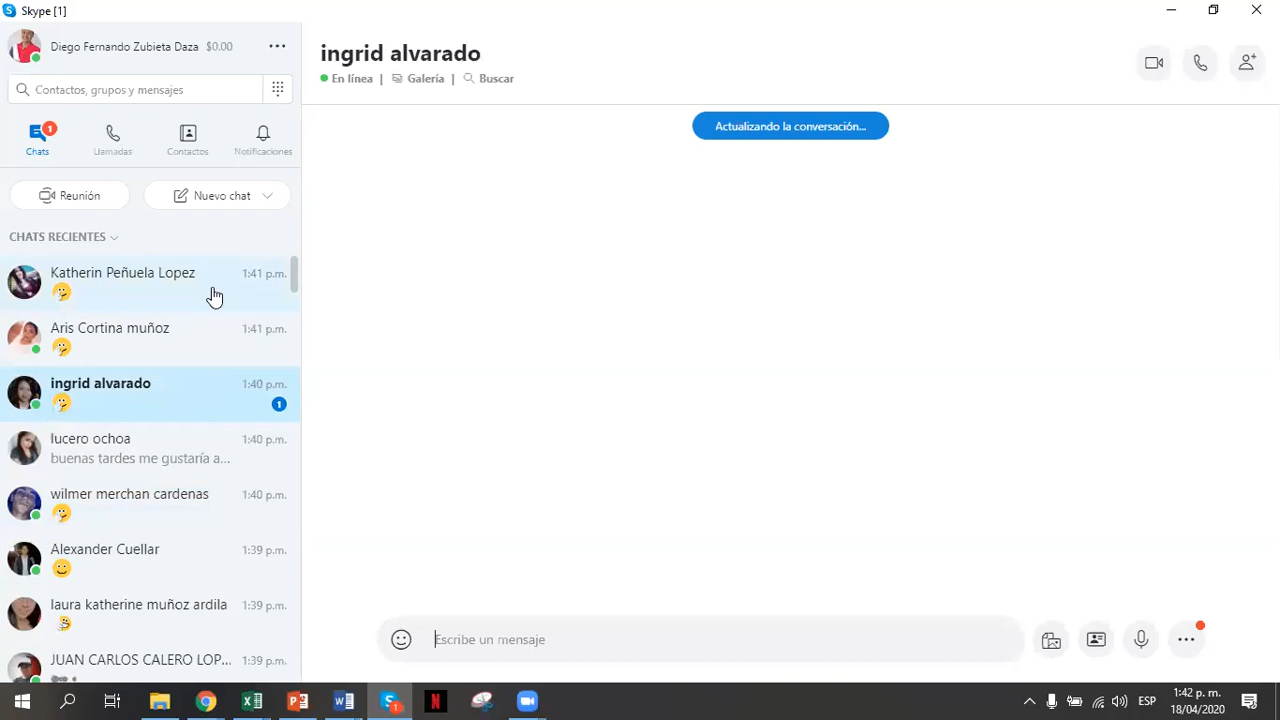 Skype [1]
Diego Fernando Zubieta Daza $0.00
Contactos, grupos y mensajes
1
Chats Llamadas Contactos Notificaciones
Reunión Nuevo chat
CHATS RECIENTES
Katherin Peñuela Lopez 1:41 p.m.
Aris Cortina muñoz 1:41 p.m.
ingrid alvarado 1:40 p.m.
1
lucero ochoa 1:40 p.m.
buenas tardes me gustaría a...
wilmer merchan cardenas 1:40 p.m.
Alexander Cuellar 1:39 p.m.
laura katherine muñoz ardila 1:39 p.m.
JUAN CARLOS CALERO LOP... 1:39 p.m.
ingrid alvarado
En línea | Galería | Buscar
Actualizando la conversación...
Escribe un mensaje
ESP 1:42 p. m.
18/04/2020